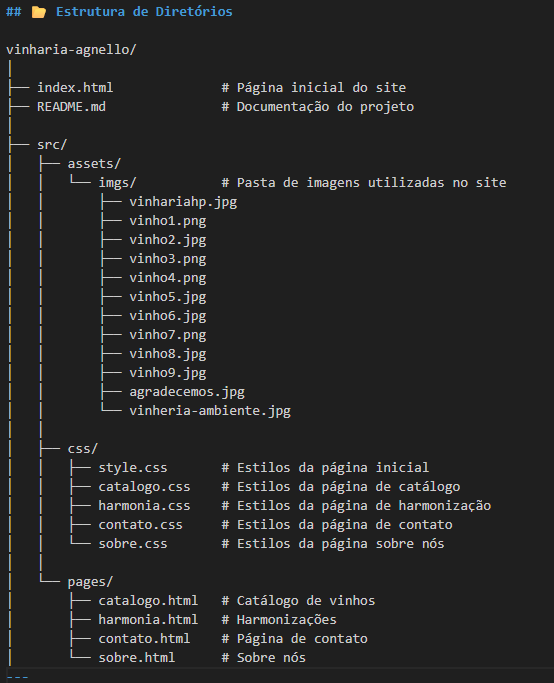 ## 📂 Estrutura de Diretórios
vinharia-agnello/
│
├── index.html # Página inicial do site
├── README.md # Documentação do projeto
│
├── src/
│ ├── assets/
│ │ └── imgs/ # Pasta de imagens utilizadas no site
│ │ ├── vinhariahp.jpg
│ │ ├── vinho1.png
│ │ ├── vinho2.jpg
│ │ ├── vinho3.png
│ │ ├── vinho4.png
│ │ ├── vinho5.jpg
│ │ ├── vinho6.jpg
│ │ ├── vinho7.png
│ │ ├── vinho8.jpg
│ │ ├── vinho9.jpg
│ │ ├── agradecemos.jpg
│ │ └── vinheria-ambiente.jpg
│ │
│ ├── css/
│ │ ├── style.css # Estilos da página inicial
│ │ ├── catalogo.css # Estilos da página de catálogo
│ │ ├── harmonia.css # Estilos da página de harmonização
│ │ ├── contato.css # Estilos da página de contato
│ │ └── sobre.css # Estilos da página sobre nós
│ │
│ └── pages/
│ ├── catalogo.html # Catálogo de vinhos
│ ├── harmonia.html # Harmonizações
│ ├── contato.html # Página de contato
│ └── sobre.html # Sobre nós
---